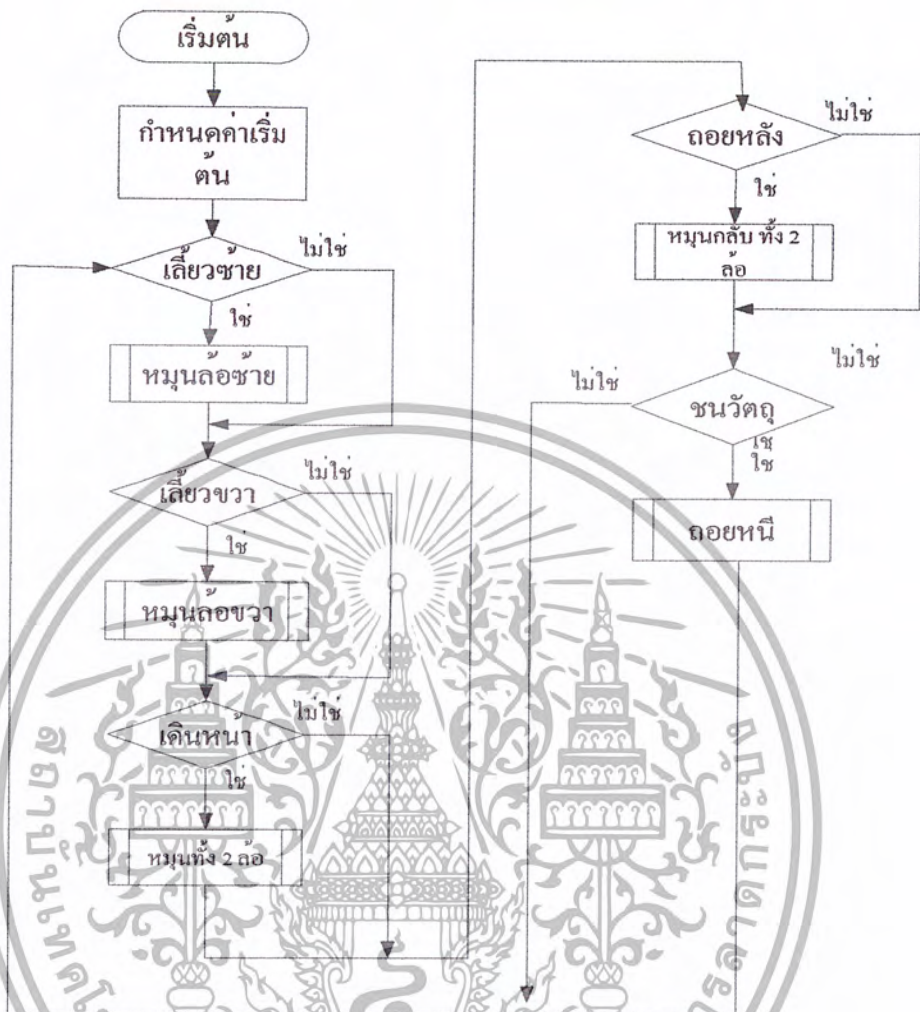 เริ่มต้น
กำหนดค่าเริ่ม
ต้น
เลี้ยวซ้าย
ไม่ใช่
ใช่
หมุนล้อซ้าย
เลี้ยวขวา
ไม่ใช่
ใช่
หมุนล้อขวา
เดินหน้า
ไม่ใช่
ใช่
หมุนทั้ง 2 ล้อ
ถอยหลัง
ไม่ใช่
ใช่
หมุนกลับ ทั้ง 2
ล้อ
ไม่ใช่
ไม่ใช่
ชนวัตถุ
ใช่
ใช่
ถอยหนี